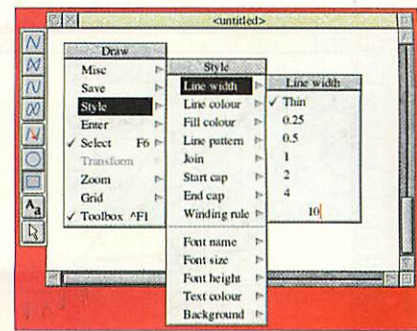 <untitled>
Draw
Misc
Save
Style
Enter
✓ Select F6
Transform
Zoom
Grid
✓ Toolbox ^F1
Style
Line width
Line colour
Fill colour
Line pattern
Join
Start cap
End cap
Winding rule
Font name
Font size
Font height
Text colour
Background
Line width
✓ Thin
0.25
0.5
1
2
4
10
Aa